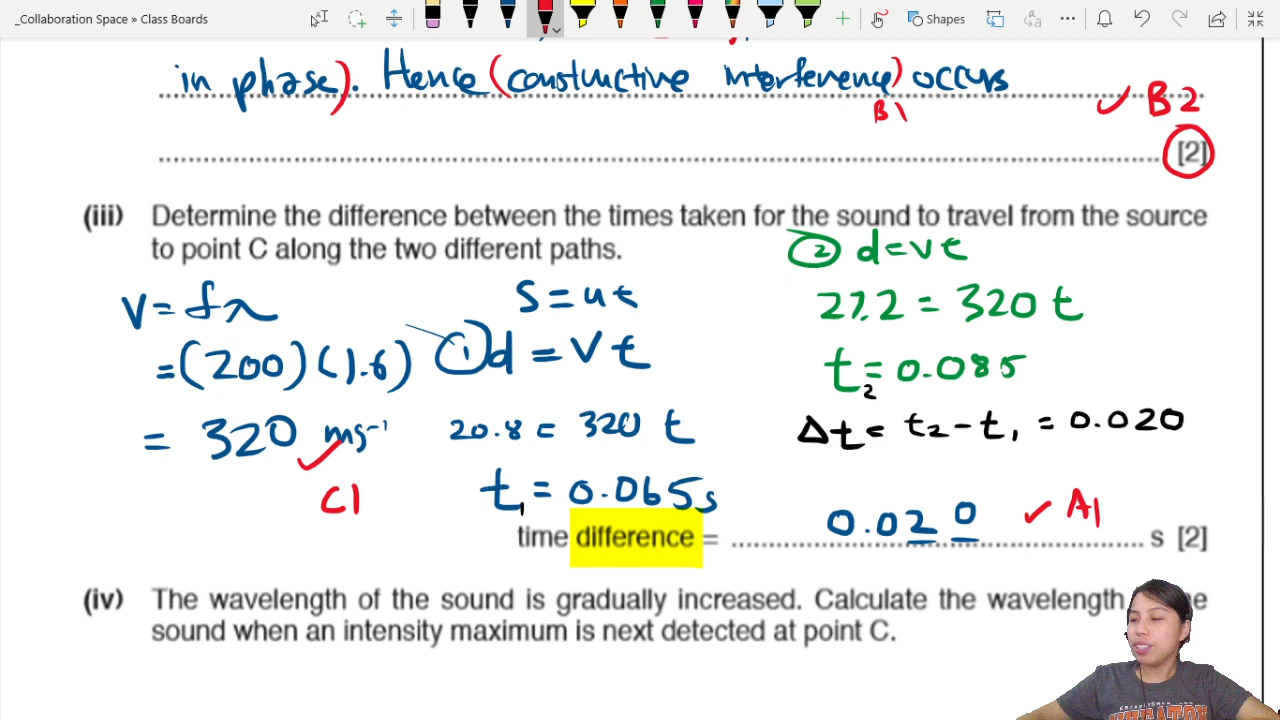 _Collaboration Space » Class Boards
Shapes
in phase). Hence (constructive interference) occurs
B1
✓ B2
[2]
(iii) Determine the difference between the times taken for the sound to travel from the source
to point C along the two different paths.
v = fλ
= (200)(1.6)
= 320 ms⁻¹
✓ C1
s = ut
① d = vt
20.8 = 320 t
t₁ = 0.065s
② d = vt
27.2 = 320 t
t₂ = 0.085
Δt = t₂ - t₁ = 0.020
0.020 ✓ A1
time difference = ........ s [2]
(iv) The wavelength of the sound is gradually increased. Calculate the wavelength
sound when an intensity maximum is next detected at point C.